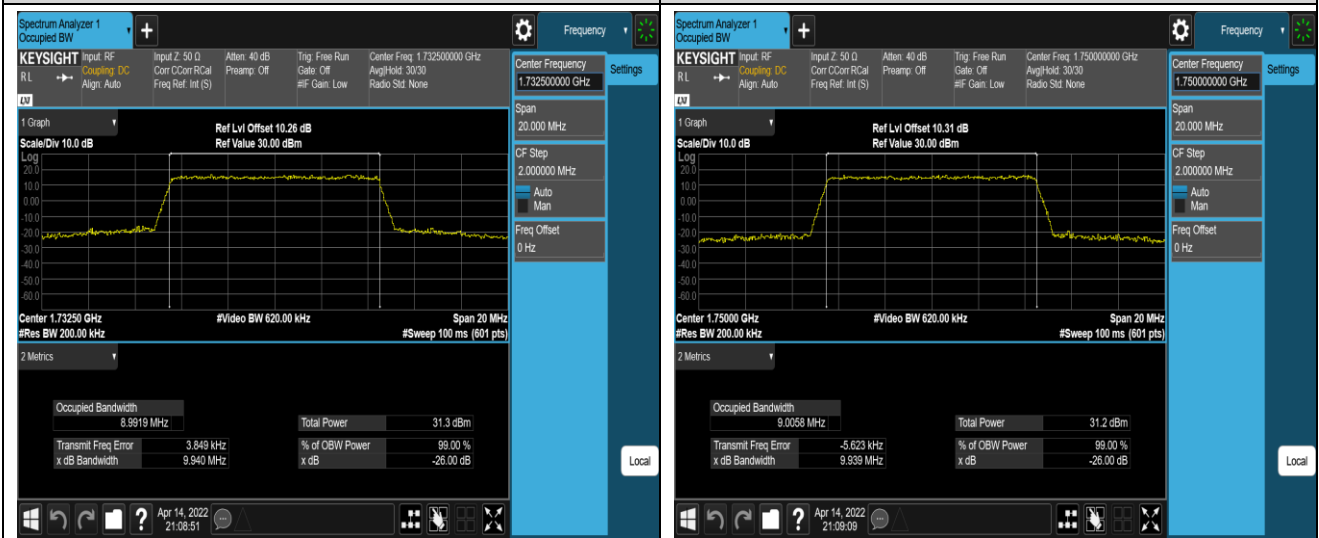 Spectrum Analyzer 1
Occupied BW
+
Frequency
KEYSIGHT
RL
LXI
Input: RF
Coupling: DC
Align: Auto
Input Z: 50 Ω
Corr CCorr RCal
Freq Ref: Int (S)
Atten: 40 dB
Preamp: Off
Trig: Free Run
Gate: Off
#IF Gain: Low
Center Freq: 1.732500000 GHz
Avg|Hold: 30/30
Radio Std: None
Center Frequency
1.732500000 GHz
Settings
Span
20.000 MHz
CF Step
2.000000 MHz
Auto
Man
Freq Offset
0 Hz
1 Graph
Ref Lvl Offset 10.26 dB
Scale/Div 10.0 dB
Ref Value 30.00 dBm
Log
20.0
10.0
0.00
-10.0
-20.0
-30.0
-40.0
-50.0
-60.0
Center 1.73250 GHz
#Video BW 620.00 kHz
Span 20 MHz
#Res BW 200.00 kHz
#Sweep 100 ms (601 pts)
2 Metrics
Occupied Bandwidth
8.9919 MHz
Total Power 31.3 dBm
Transmit Freq Error 3.849 kHz
% of OBW Power 99.00 %
x dB Bandwidth 9.940 MHz
x dB -26.00 dB
Local
?
Apr 14, 2022
21:08:51
Spectrum Analyzer 1
Occupied BW
+
Frequency
KEYSIGHT
RL
LXI
Input: RF
Coupling: DC
Align: Auto
Input Z: 50 Ω
Corr CCorr RCal
Freq Ref: Int (S)
Atten: 40 dB
Preamp: Off
Trig: Free Run
Gate: Off
#IF Gain: Low
Center Freq: 1.750000000 GHz
Avg|Hold: 30/30
Radio Std: None
Center Frequency
1.750000000 GHz
Settings
Span
20.000 MHz
CF Step
2.000000 MHz
Auto
Man
Freq Offset
0 Hz
1 Graph
Ref Lvl Offset 10.31 dB
Scale/Div 10.0 dB
Ref Value 30.00 dBm
Log
20.0
10.0
0.00
-10.0
-20.0
-30.0
-40.0
-50.0
-60.0
Center 1.75000 GHz
#Video BW 620.00 kHz
Span 20 MHz
#Res BW 200.00 kHz
#Sweep 100 ms (601 pts)
2 Metrics
Occupied Bandwidth
9.0058 MHz
Total Power 31.2 dBm
Transmit Freq Error -5.623 kHz
% of OBW Power 99.00 %
x dB Bandwidth 9.939 MHz
x dB -26.00 dB
Local
?
Apr 14, 2022
21:09:09